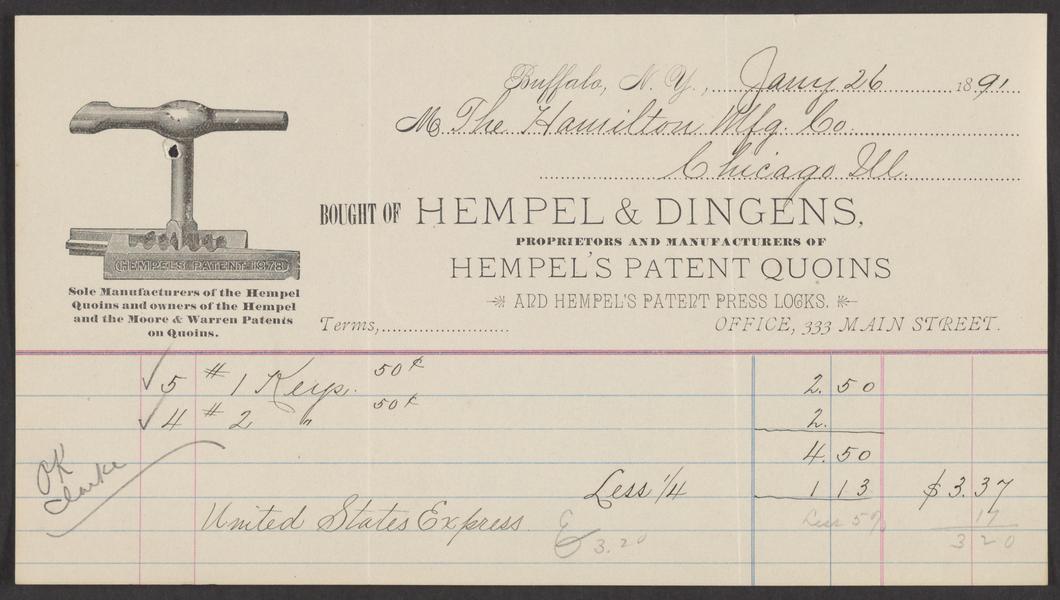 Buffalo, N. Y., Jany 26 1891
M The Hamilton Mfg. Co.
Chicago Ill.
BOUGHT OF HEMPEL & DINGENS,
PROPRIETORS AND MANUFACTURERS OF
HEMPEL'S PATENT QUOINS
AND HEMPEL'S PATENT PRESS LOCKS.
Terms, OFFICE, 333 MAIN STREET.
HEMPEL'S PATENT 1878
Sole Manufacturers of the Hempel
Quoins and owners of the Hempel
and the Moore & Warren Patents
on Quoins.
✓ 5 # 1 Keys. 50¢ 2.50
✓ 4 # 2 " 50¢ 2.
4.50
OK
Clarke
Less 1/4 113 $3.37
United States Express Less 5% 17
3.20 320